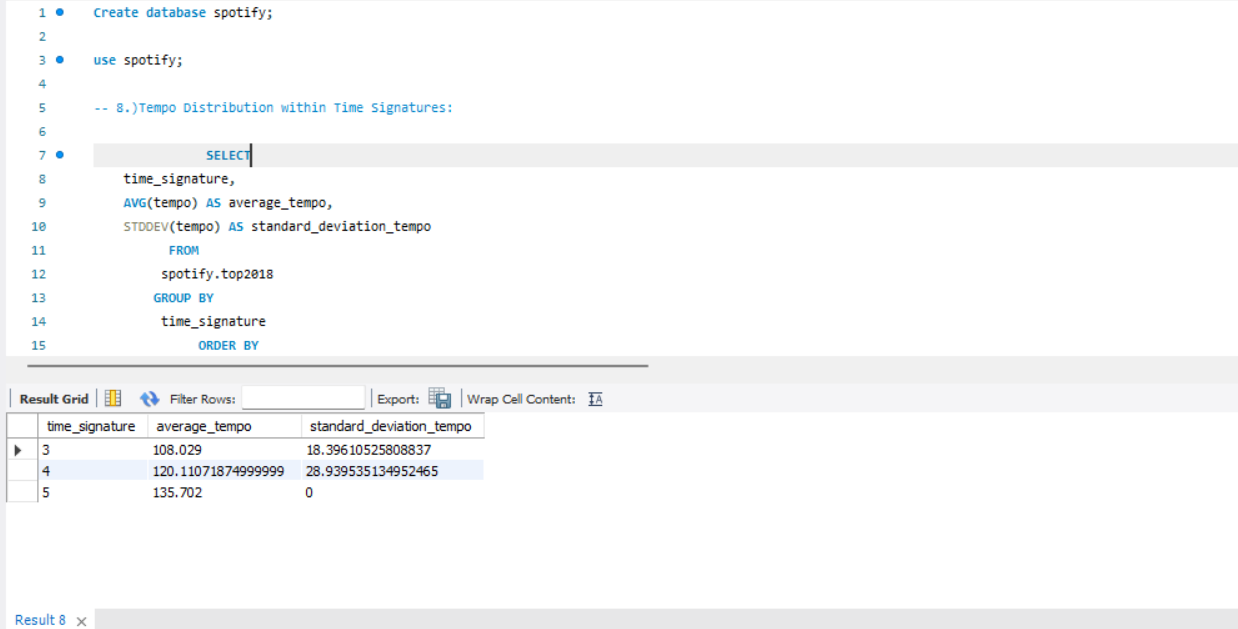 1 Create database spotify;
2
3 use spotify;
4
5 -- 8.)Tempo Distribution within Time Signatures:
6
7 SELECT
8 time_signature,
9 AVG(tempo) AS average_tempo,
10 STDDEV(tempo) AS standard_deviation_tempo
11 FROM
12 spotify.top2018
13 GROUP BY
14 time_signature
15 ORDER BY
Result Grid Filter Rows: Export: Wrap Cell Content: IA
time_signature average_tempo standard_deviation_tempo
3 108.029 18.39610525808837
4 120.11071874999999 28.939535134952465
5 135.702 0
Result 8 ×